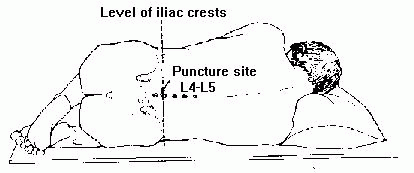 Level of iliac crests
Puncture site
L4-L5